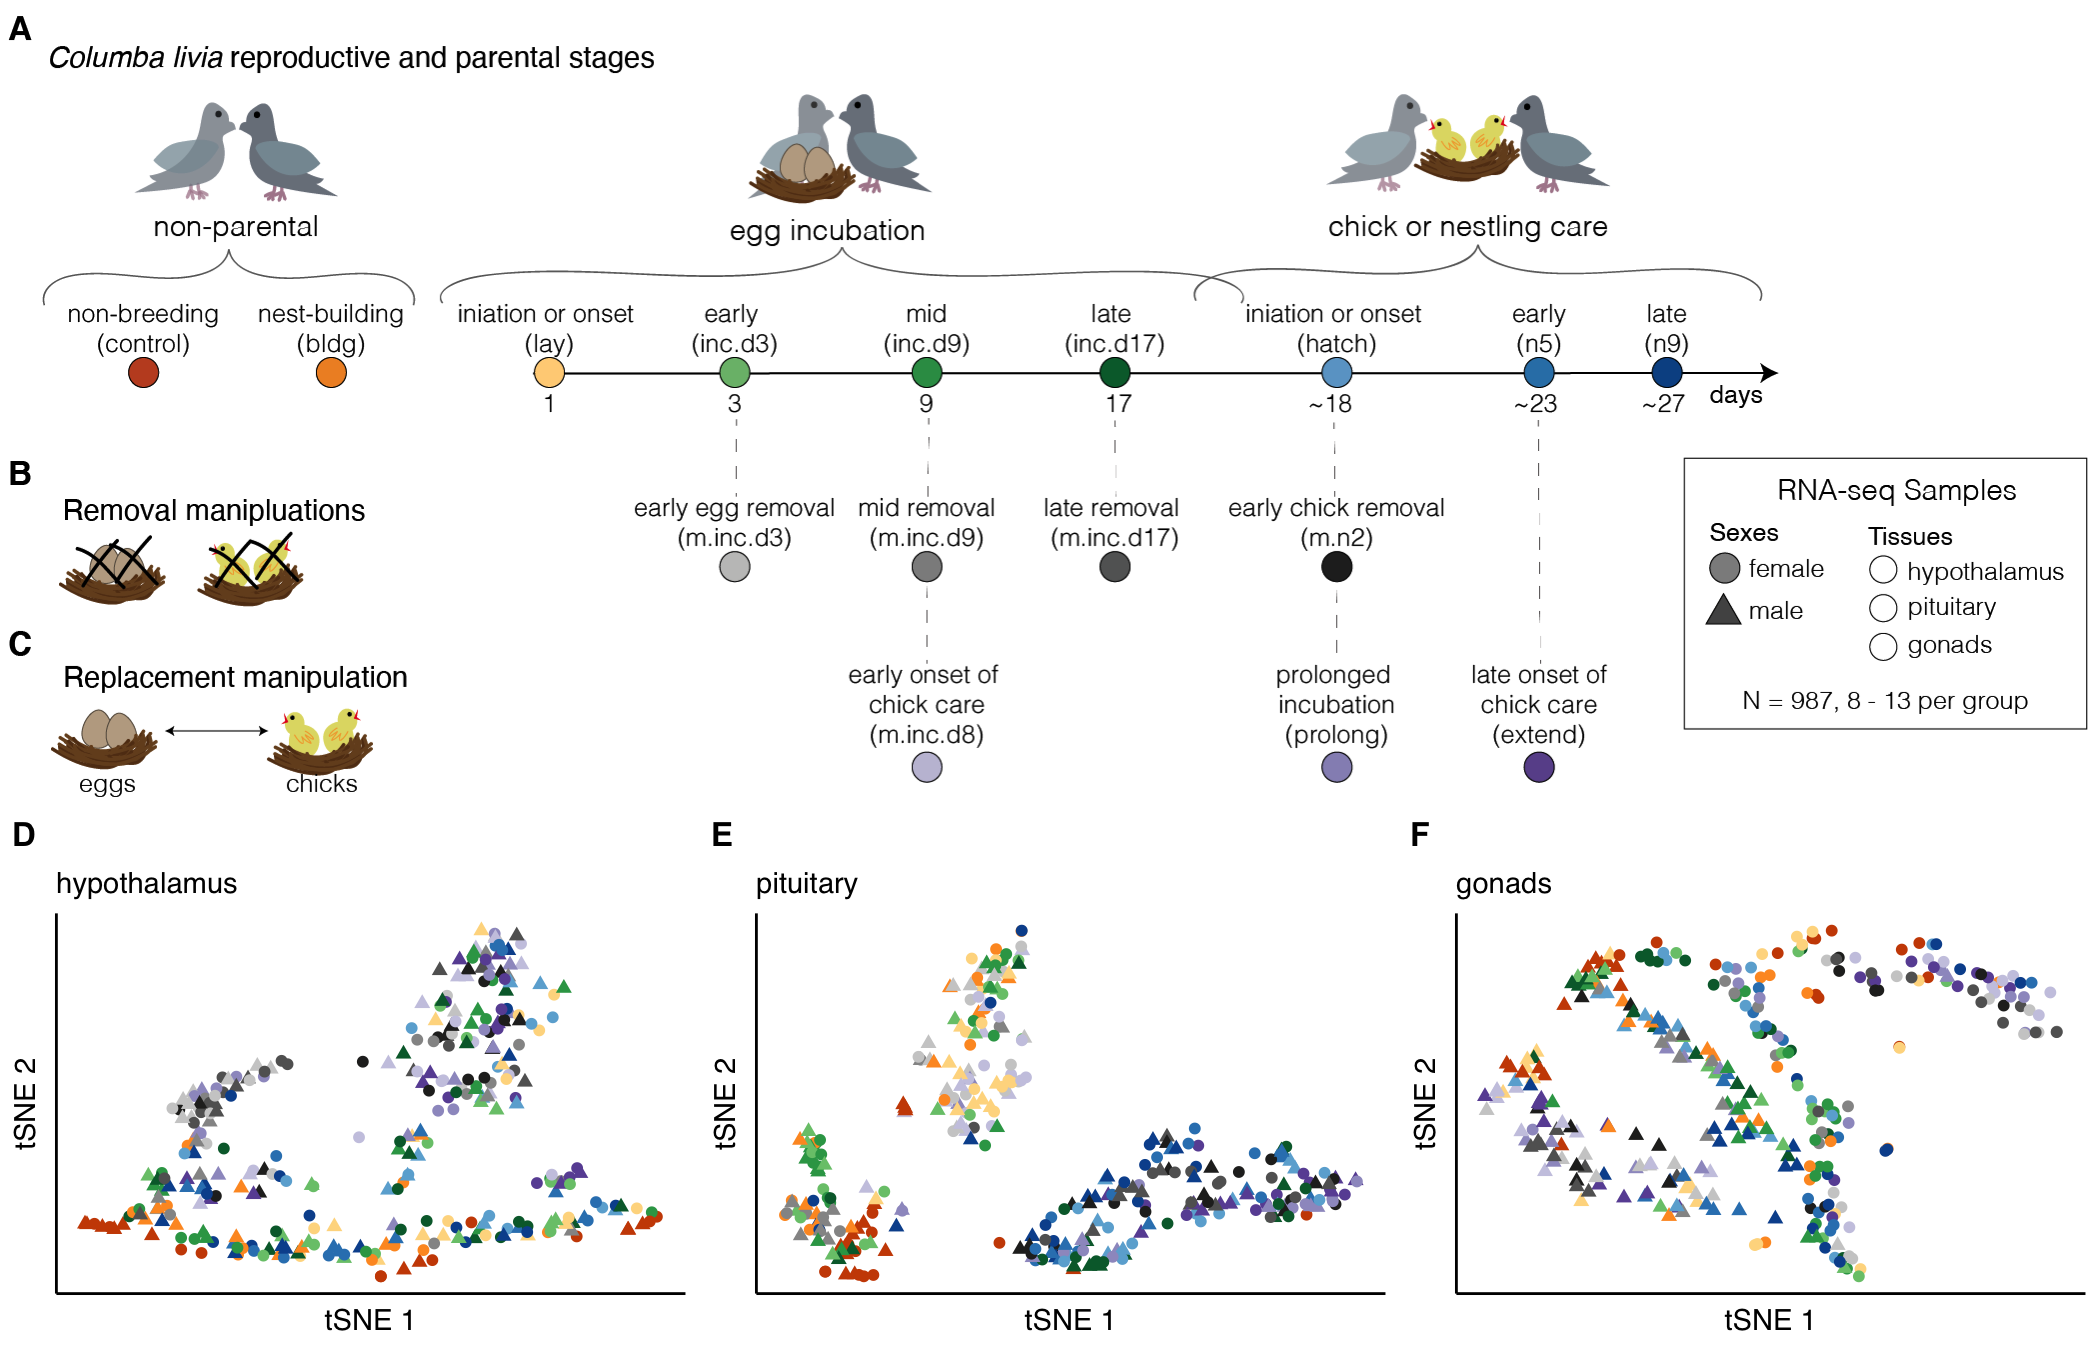 A
Columba livia reproductive and parental stages
non-parental
egg incubation
chick or nestling care
non-breeding
(control)
nest-building
(bldg)
iniation or onset
(lay)
early
(inc.d3)
mid
(inc.d9)
late
(inc.d17)
iniation or onset
(hatch)
early
(n5)
late
(n9)
1
3
9
17
~18
~23
~27
days
B
Removal manipluations
early egg removal
(m.inc.d3)
mid removal
(m.inc.d9)
late removal
(m.inc.d17)
early chick removal
(m.n2)
C
Replacement manipulation
eggs
chicks
early onset of
chick care
(m.inc.d8)
prolonged
incubation
(prolong)
late onset of
chick care
(extend)
RNA-seq Samples
Sexes
female
male
Tissues
hypothalamus
pituitary
gonads
N = 987, 8 - 13 per group
D
hypothalamus
tSNE 2
tSNE 1
E
pituitary
tSNE 2
tSNE 1
F
gonads
tSNE 2
tSNE 1